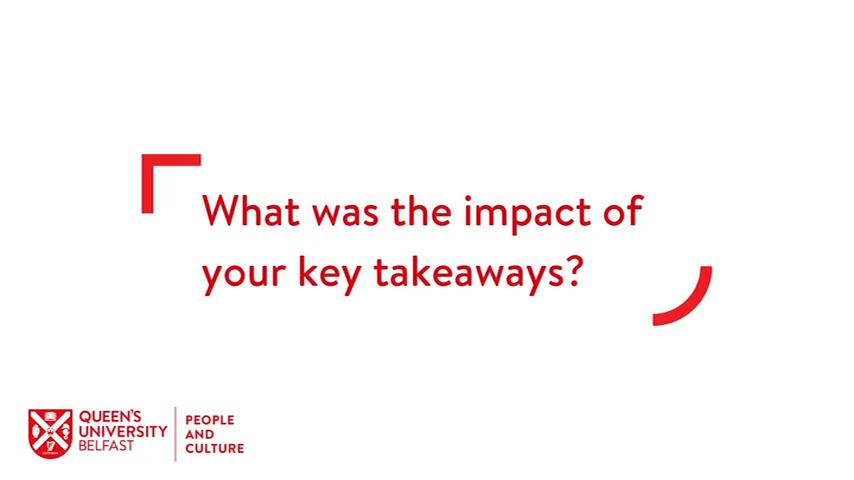 What was the impact of
your key takeaways?
QUEEN'S
UNIVERSITY
BELFAST
PEOPLE
AND
CULTURE